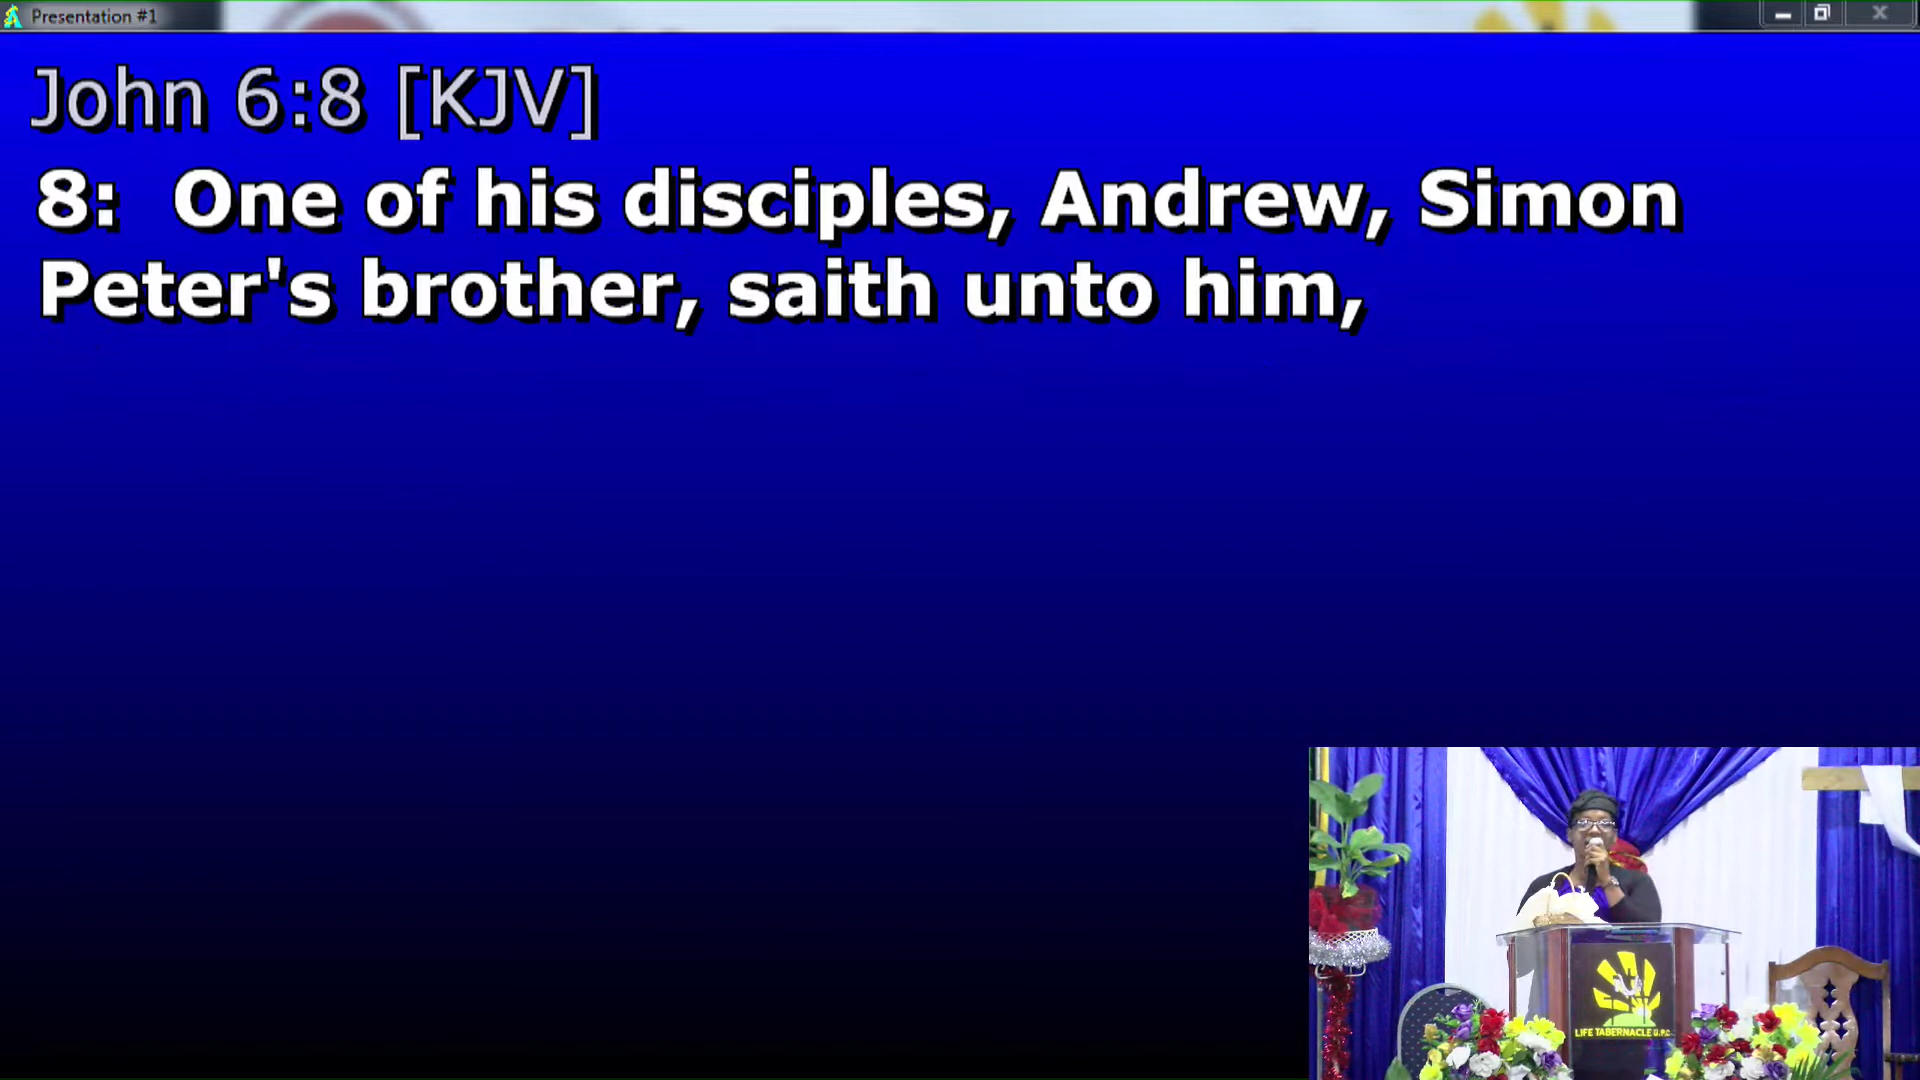 Presentation #1
John 6:8 [KJV]
8: One of his disciples, Andrew, Simon
Peter's brother, saith unto him,
LIFE TABERNACLE U.P.C